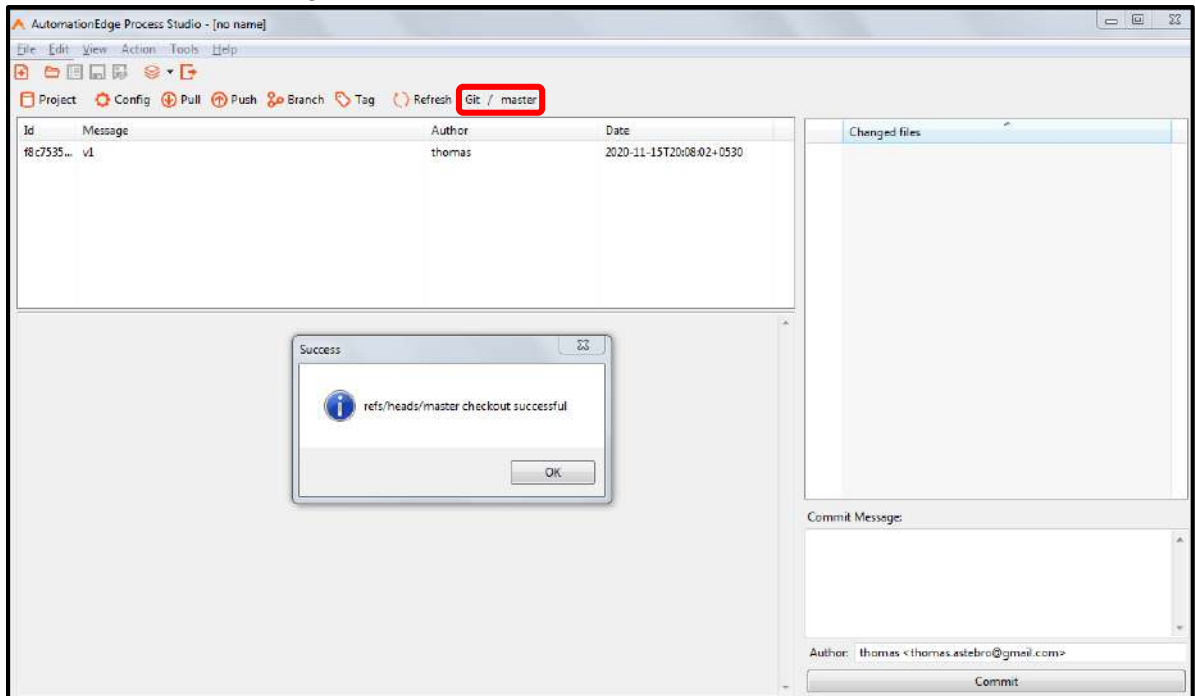 AutomationEdge Process Studio - [no name]
File Edit View Action Tools Help
Project Config Pull Push Branch Tag Refresh Git / master
Id Message Author Date
f8c7535... v1 thomas 2020-11-15T20:08:02+0530
Changed files
Success
refs/heads/master checkout successful
OK
Commit Message:
Author: thomas <thomas.astebro@gmail.com>
Commit